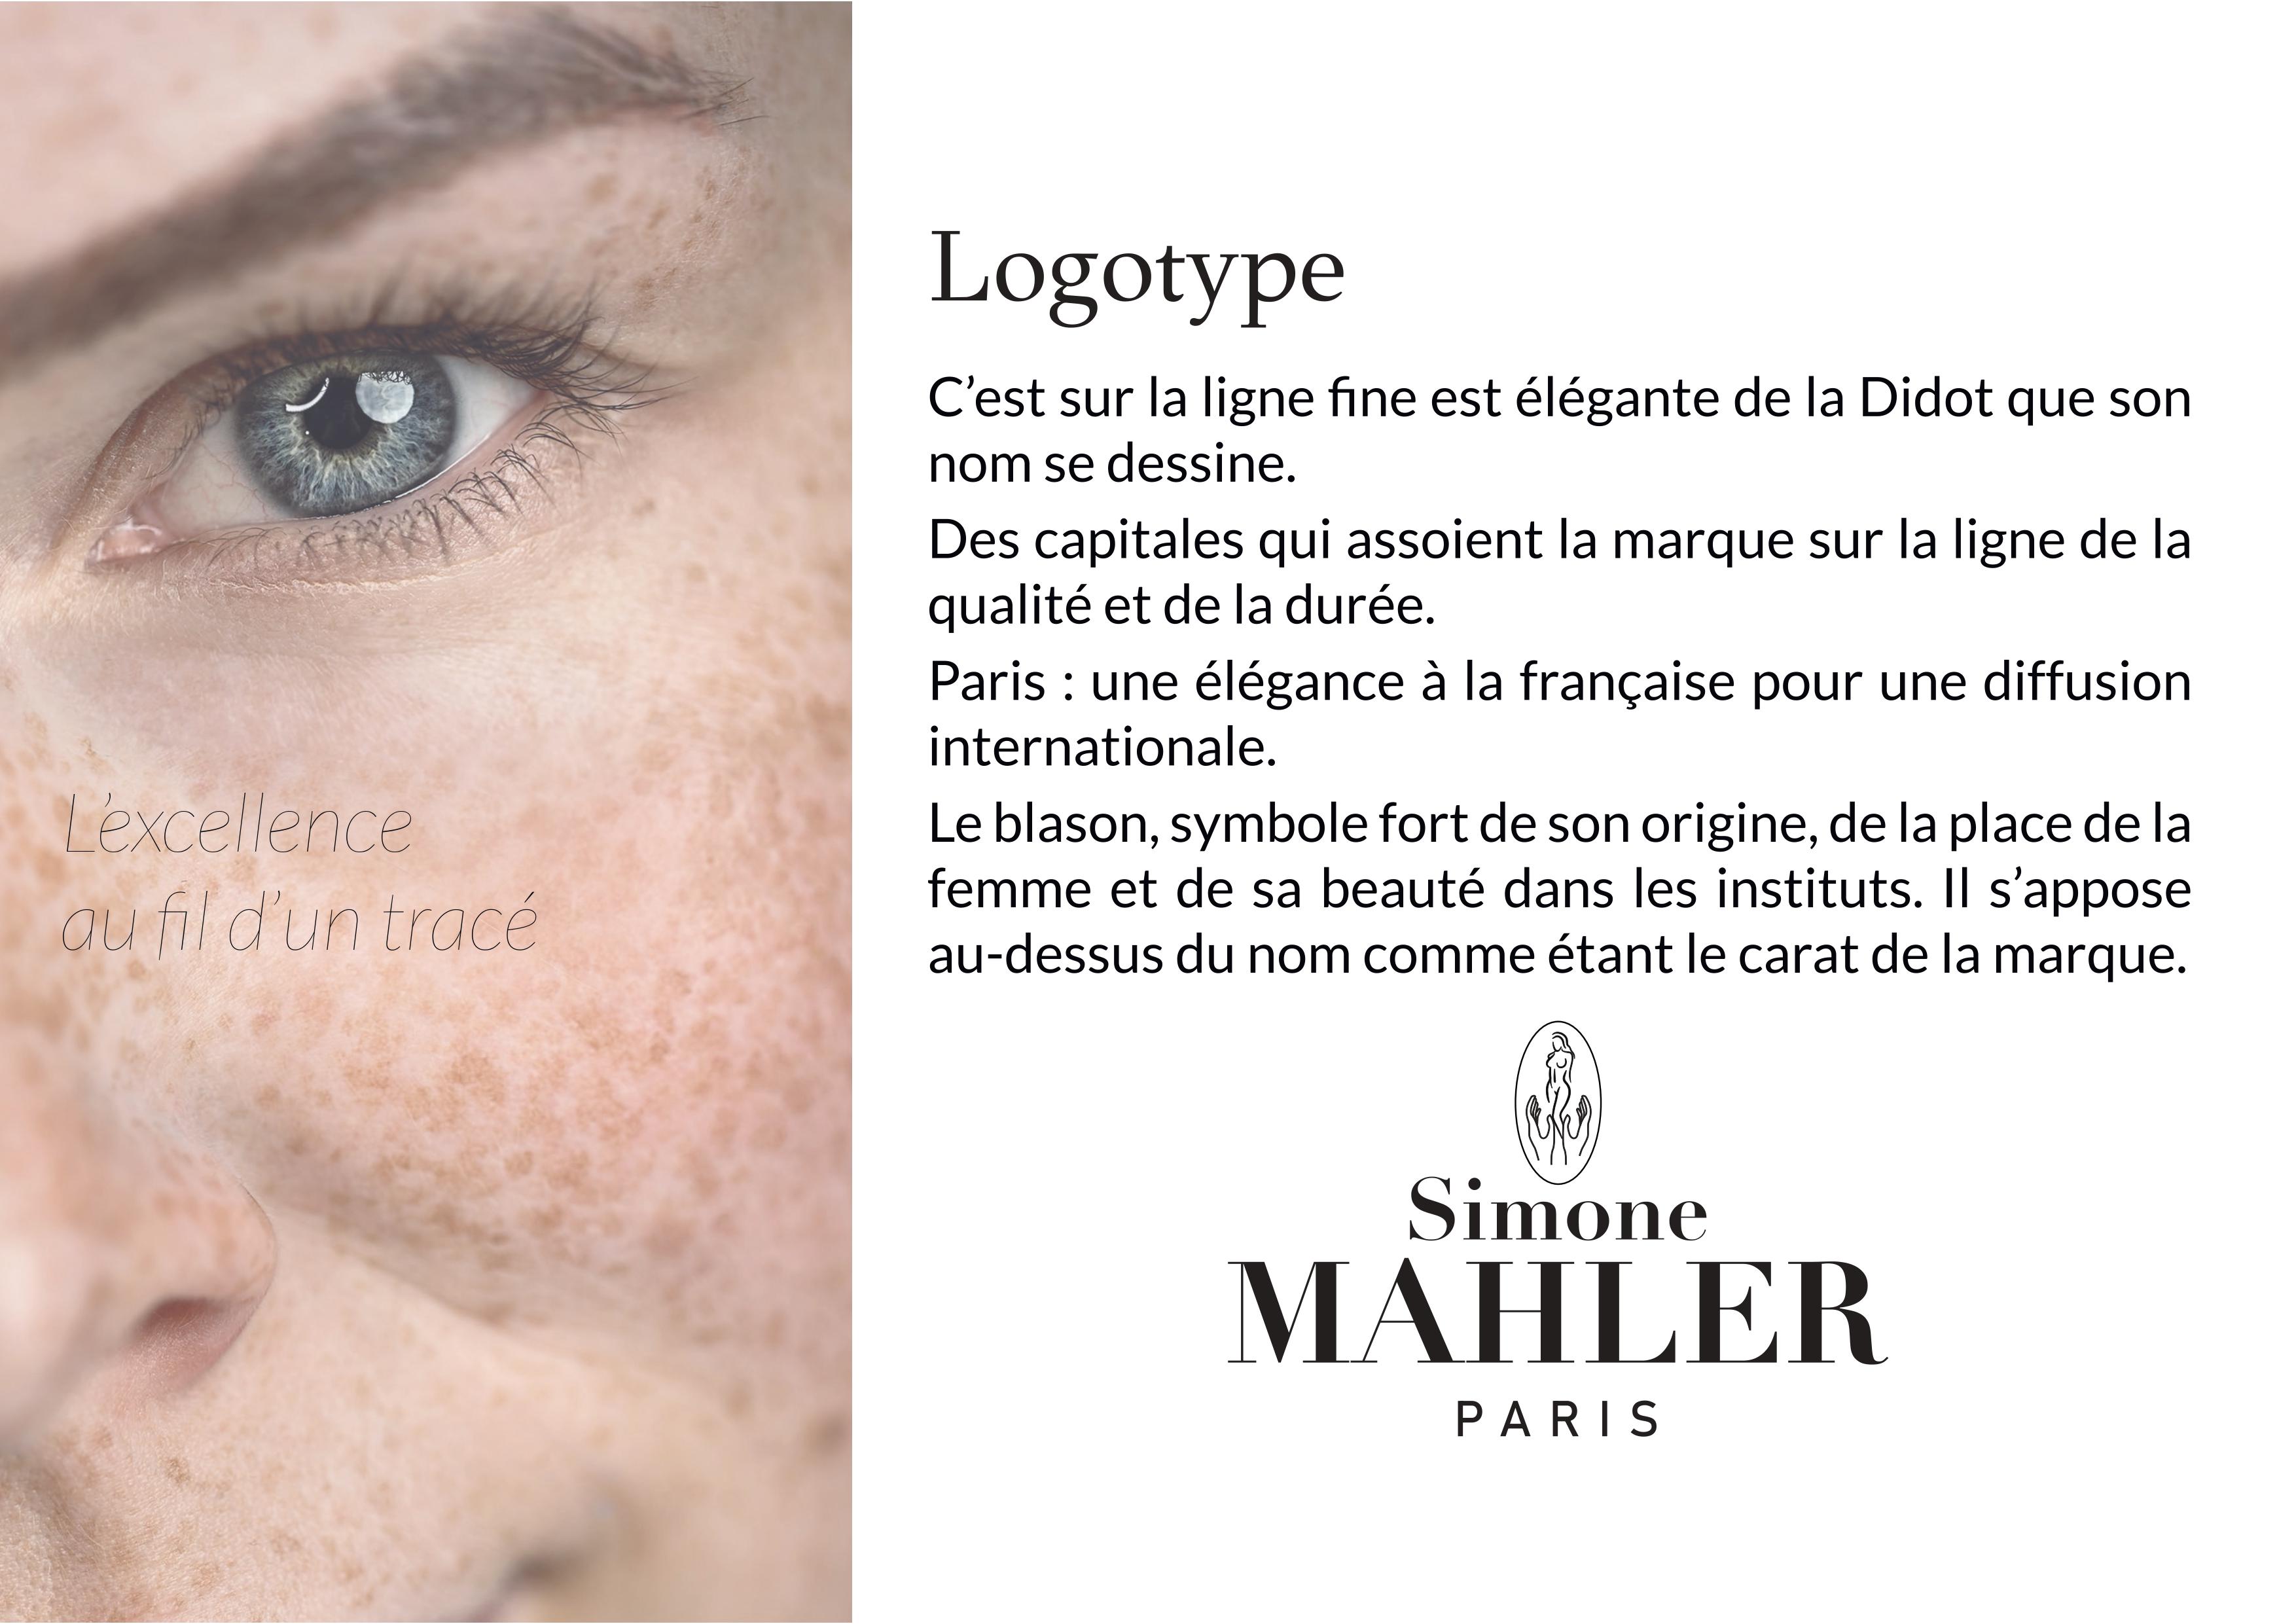 L’excellence
au fil d’un tracé
Logotype
C’est sur la ligne fine est élégante de la Didot que son
nom se dessine.
Des capitales qui assoient la marque sur la ligne de la
qualité et de la durée.
Paris : une élégance à la française pour une diffusion
internationale.
Le blason, symbole fort de son origine, de la place de la
femme et de sa beauté dans les instituts. Il s’appose
au-dessus du nom comme étant le carat de la marque.
Simone
MAHLER
PARIS